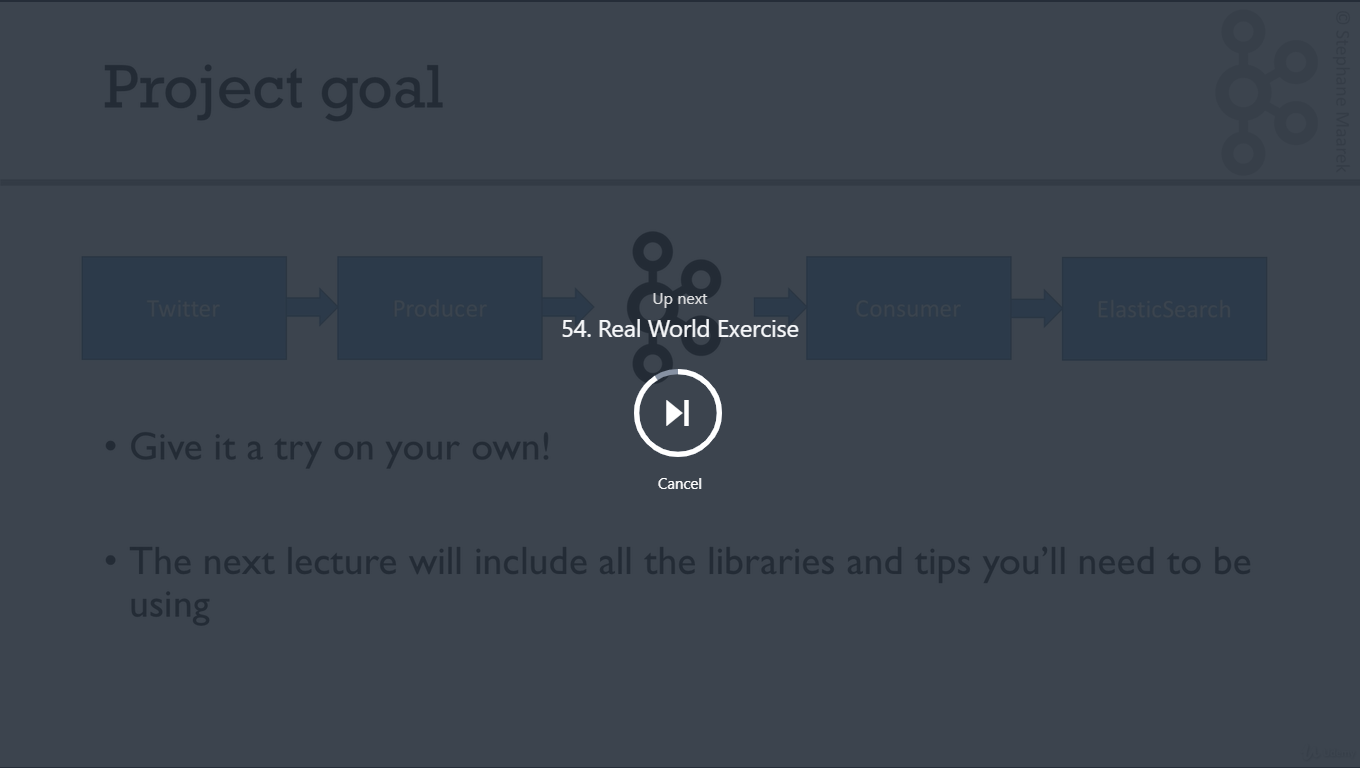 Project goal
© Stephane Maarek
Twitter
Producer
Consumer
ElasticSearch
Up next
54. Real World Exercise
Cancel
• Give it a try on your own!
• The next lecture will include all the libraries and tips you’ll need to be
using